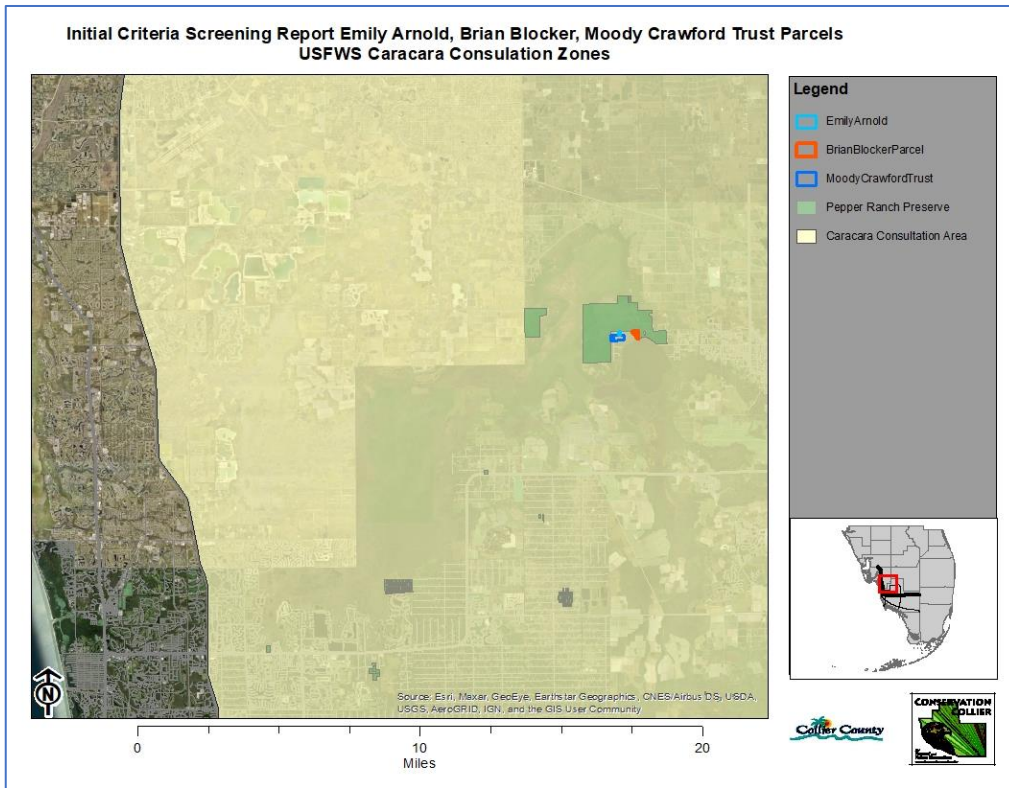 Initial Criteria Screening Report Emily Arnold, Brian Blocker, Moody Crawford Trust Parcels
USFWS Caracara Consulation Zones
Legend
EmilyArnold
BrianBlockerParcel
MoodyCrawfordTrust
Pepper Ranch Preserve
Caracara Consultation Area
N
Source: Esri, Maxar, GeoEye, Earthstar Geographics, CNES/Airbus DS, USDA,
USGS, AeroGRID, IGN, and the GIS User Community
0 10 20
Miles
Collier County
CONSERVATION
COLLIER